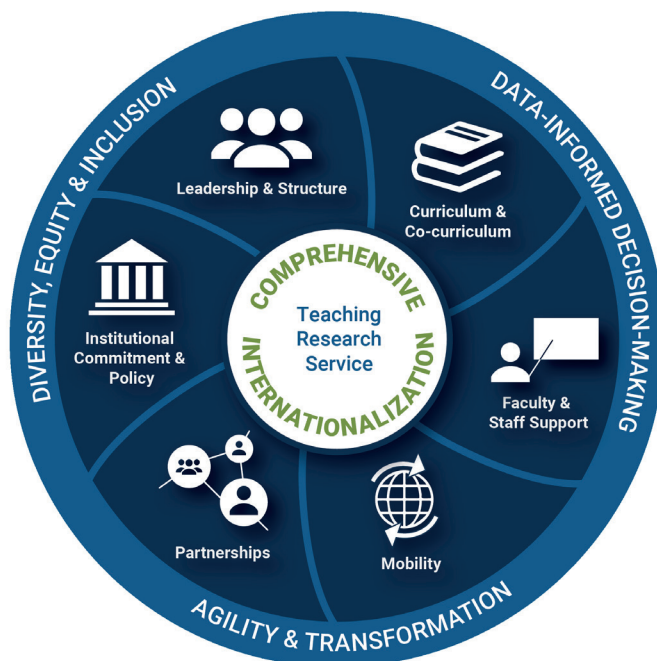 DIVERSITY, EQUITY & INCLUSION
DATA-INFORMED DECISION-MAKING
AGILITY & TRANSFORMATION
Leadership & Structure
Curriculum &
Co-curriculum
Institutional
Commitment &
Policy
COMPREHENSIVE
Teaching
Research
Service
INTERNATIONALIZATION
Faculty &
Staff Support
Partnerships
Mobility